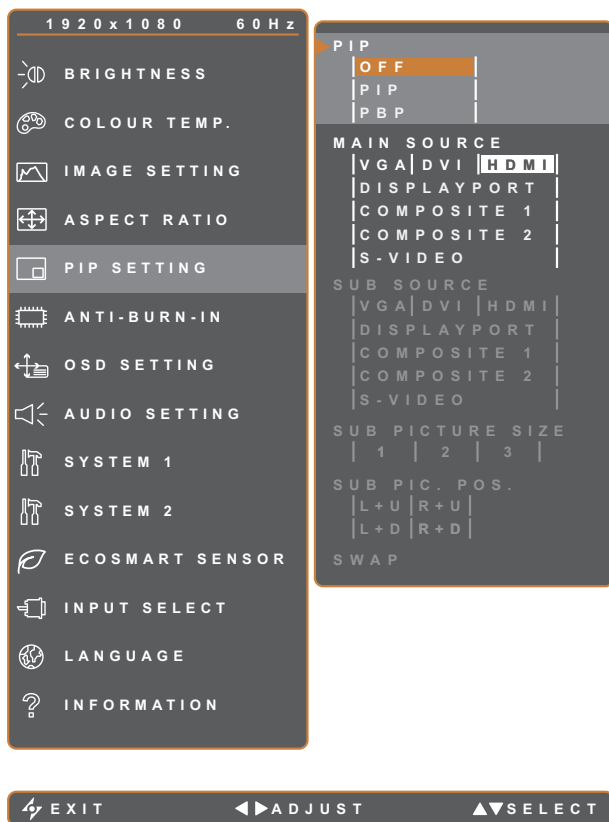 1920x1080 60Hz
BRIGHTNESS
COLOUR TEMP.
IMAGE SETTING
ASPECT RATIO
PIP SETTING
ANTI-BURN-IN
OSD SETTING
AUDIO SETTING
SYSTEM 1
SYSTEM 2
ECOSMART SENSOR
INPUT SELECT
LANGUAGE
INFORMATION
PIP
OFF
PIP
PBP
MAIN SOURCE
VGA DVI HDMI
DISPLAYPORT
COMPOSITE 1
COMPOSITE 2
S-VIDEO
SUB SOURCE
VGA DVI HDMI
DISPLAYPORT
COMPOSITE 1
COMPOSITE 2
S-VIDEO
SUB PICTURE SIZE
1 2 3
SUB PIC. POS.
L+U R+U
L+D R+D
SWAP
EXIT ADJUST SELECT